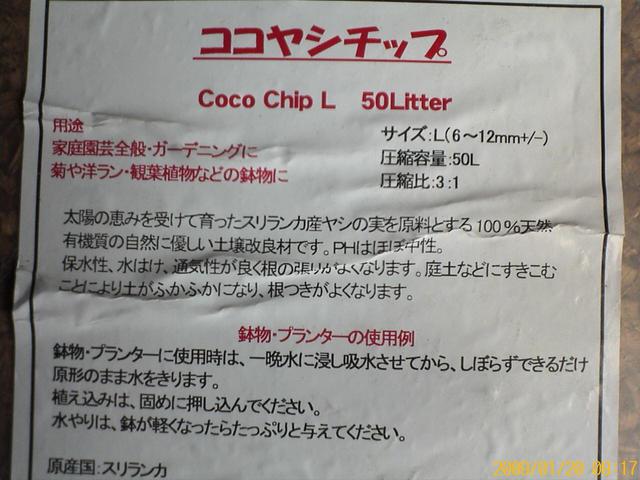 ココヤシチップ
Coco Chip L 50Litter
用途
家庭園芸全般・ガーデニングに
菊や洋ラン・観葉植物などの鉢物に
サイズ:L(6～12mm+/-)
圧縮容量:50L
圧縮比:3:1
太陽の恵みを受けて育ったスリランカ産ヤシの実を原料とする100%天然
有機質の自然に優しい土壌改良材です。PHはほぼ中性。
保水性、水はけ、通気性が良く根の張りがよくなります。庭土などにすきこむ
ことにより土がふかふかになり、根つきがよくなります。
鉢物・プランターの使用例
鉢物・プランターに使用時は、一晩水に浸し吸水させてから、しぼらずできるだけ
原形のまま水をきります。
植え込みは、固めに押し込んでください。
水やりは、鉢が軽くなったらたっぷりと与えてください。
原産国:スリランカ
2009/01/20 09:17